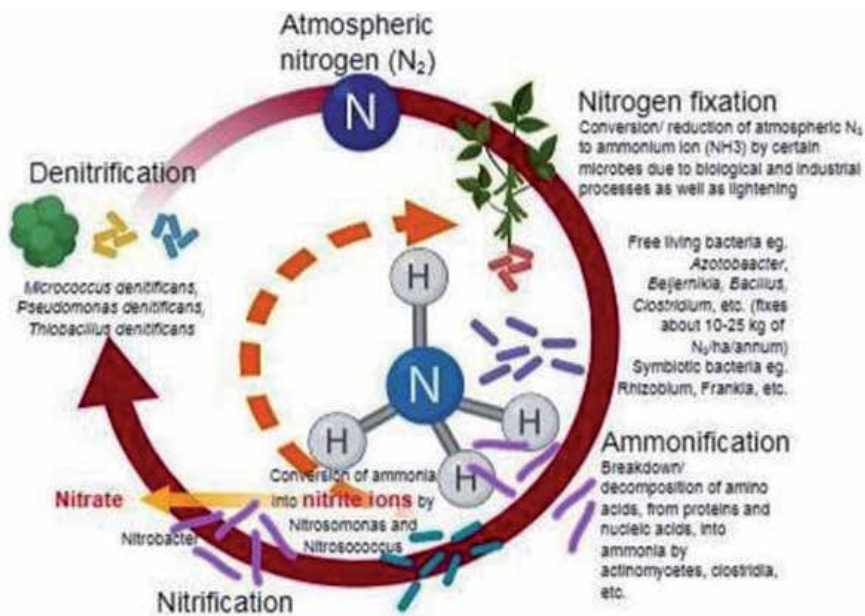 Atmospheric
nitrogen (N₂)
N
Nitrogen fixation
Conversion/ reduction of atmospheric N₂
to ammonium ion (NH3) by certain
microbes due to biological and industrial
processes as well as lightening
Denitrification
Micrococcus denitificans,
Pseudomonas denitificans,
Thiobacillus denitificans
Free living bacteria eg.
Azotobaacter,
Beijernikia, Bacillus,
Clostridium, etc. (fixes
about 10-25 kg of
N₂/ha/annum)
Symbiotic bacteria eg.
Rhizobium, Frankia, etc.
H
N
H
H
H
Ammonification
Breakdown/
decomposition of amino
acids, from proteins and
nucleic acids, into
ammonia by
actinomycetes, clostridia,
etc.
Conversion of ammonia
into nitrite ions by
Nitrosomonas and
Nitrosococcus
Nitrate
Nitrobacter
Nitrification